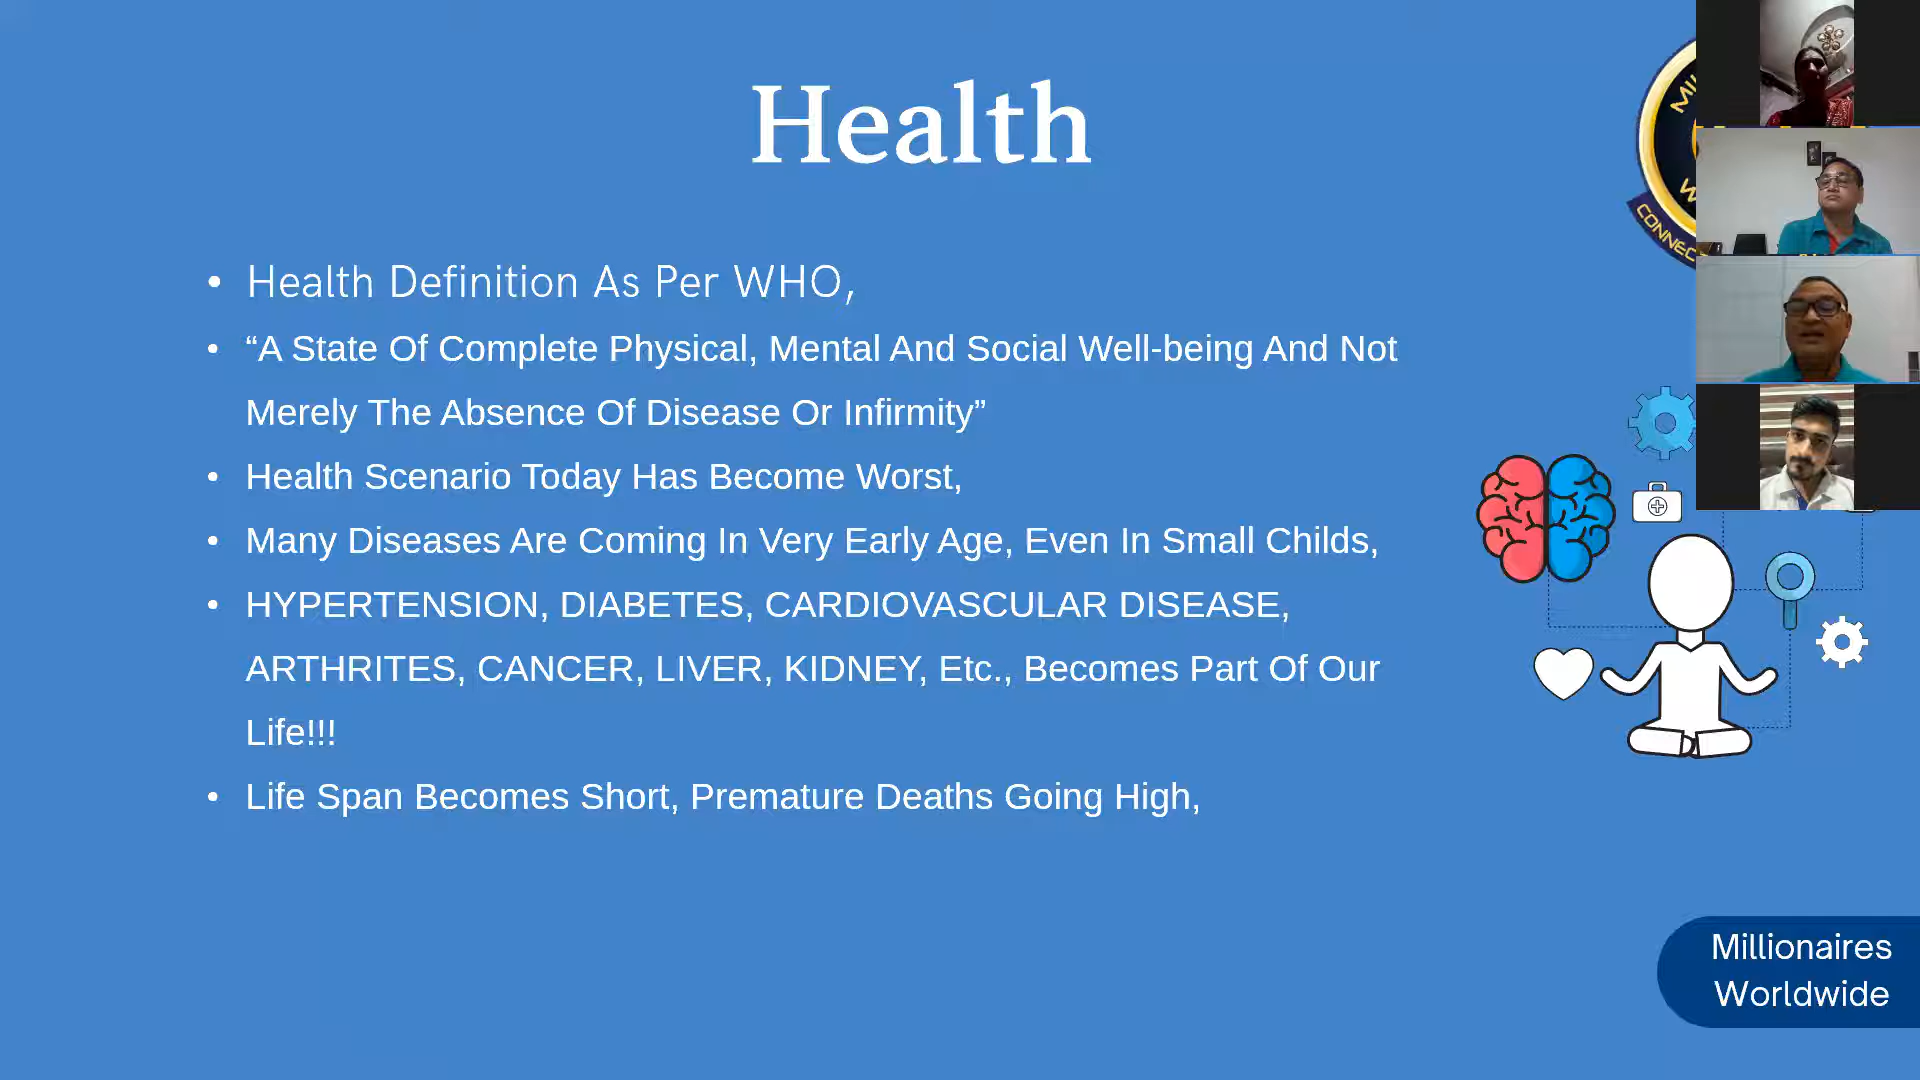 Health
• Health Definition As Per WHO,
• “A State Of Complete Physical, Mental And Social Well-being And Not
Merely The Absence Of Disease Or Infirmity”
• Health Scenario Today Has Become Worst,
• Many Diseases Are Coming In Very Early Age, Even In Small Childs,
• HYPERTENSION, DIABETES, CARDIOVASCULAR DISEASE,
ARTHRITES, CANCER, LIVER, KIDNEY, Etc., Becomes Part Of Our
Life!!!
• Life Span Becomes Short, Premature Deaths Going High,
Millionaires
Worldwide